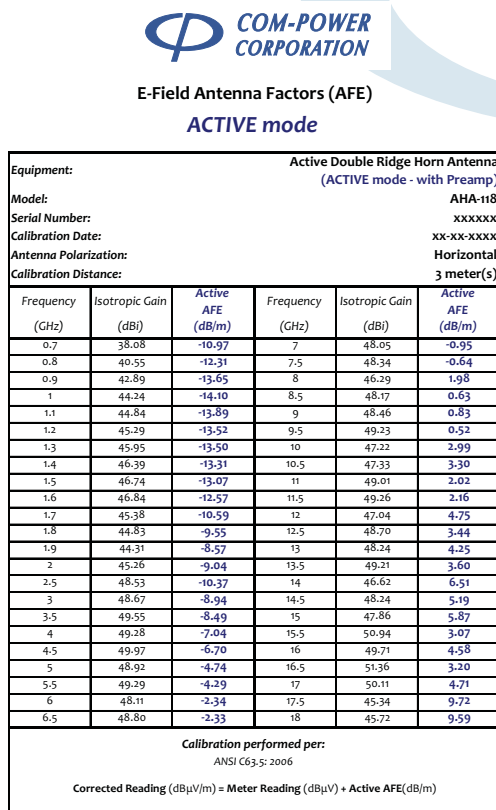 COM-POWER
CORPORATION
E-Field Antenna Factors (AFE)
ACTIVE mode
Equipment: Active Double Ridge Horn Antenna
(ACTIVE mode - with Preamp)
Model: AHA-118
Serial Number: xxxxxx
Calibration Date: xx-xx-xxxx
Antenna Polarization: Horizontal
Calibration Distance: 3 meter(s)
Frequency Isotropic Gain Active AFE Frequency Isotropic Gain Active AFE
(GHz) (dBi) (dB/m) (GHz) (dBi) (dB/m)
0.7 38.08 -10.97 7 48.05 -0.95
0.8 40.55 -12.31 7.5 48.34 -0.64
0.9 42.89 -13.65 8 46.29 1.98
1 44.24 -14.10 8.5 48.17 0.63
1.1 44.84 -13.89 9 48.46 0.83
1.2 45.29 -13.52 9.5 49.23 0.52
1.3 45.95 -13.50 10 47.22 2.99
1.4 46.39 -13.31 10.5 47.33 3.30
1.5 46.74 -13.07 11 49.01 2.02
1.6 46.84 -12.57 11.5 49.26 2.16
1.7 45.38 -10.59 12 47.04 4.75
1.8 44.83 -9.55 12.5 48.70 3.44
1.9 44.31 -8.57 13 48.24 4.25
2 45.26 -9.04 13.5 49.21 3.60
2.5 48.53 -10.37 14 46.62 6.51
3 48.67 -8.94 14.5 48.24 5.19
3.5 49.55 -8.49 15 47.86 5.87
4 49.28 -7.04 15.5 50.94 3.07
4.5 49.97 -6.70 16 49.71 4.58
5 48.92 -4.74 16.5 51.36 3.20
5.5 49.29 -4.29 17 50.11 4.71
6 48.11 -2.34 17.5 45.34 9.72
6.5 48.80 -2.33 18 45.72 9.59
Calibration performed per:
ANSI C63.5: 2006
Corrected Reading (dBµV/m) = Meter Reading (dBµV) + Active AFE(dB/m)